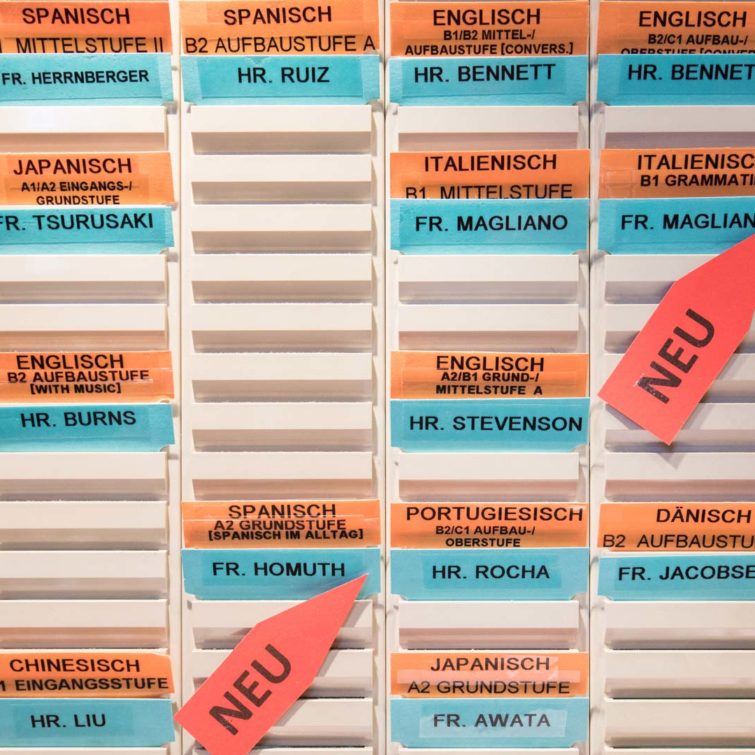 SPANISCH
MITTELSTUFE II
FR. HERRNBERGER
JAPANISCH
A1/A2 EINGANGS-/
GRUNDSTUFE
FR. TSURUSAKI
ENGLISCH
B2 AUFBAUSTUFE
[WITH MUSIC]
HR. BURNS
CHINESISCH
EINGANGSSTUFE
HR. LIU
SPANISCH
B2 AUFBAUSTUFE A
HR. RUIZ
SPANISCH
A2 GRUNDSTUFE
[SPANISCH IM ALLTAG]
FR. HOMUTH
NEU
ENGLISCH
B1/B2 MITTEL-/
AUFBAUSTUFE [CONVERS.]
HR. BENNETT
ITALIENISCH
B1 MITTELSTUFE
FR. MAGLIANO
ENGLISCH
A2/B1 GRUND-/
MITTELSTUFE A
HR. STEVENSON
PORTUGIESISCH
B2/C1 AUFBAU-/
OBERSTUFE
HR. ROCHA
JAPANISCH
A2 GRUNDSTUFE
FR. AWATA
ENGLISCH
B2/C1 AUFBAU-/
OBERSTUFE
HR. BENNET
ITALIENISC
B1 GRAMMATI
FR. MAGLIAN
NEU
DÄNISCH
B2 AUFBAUSTU
FR. JACOBSE